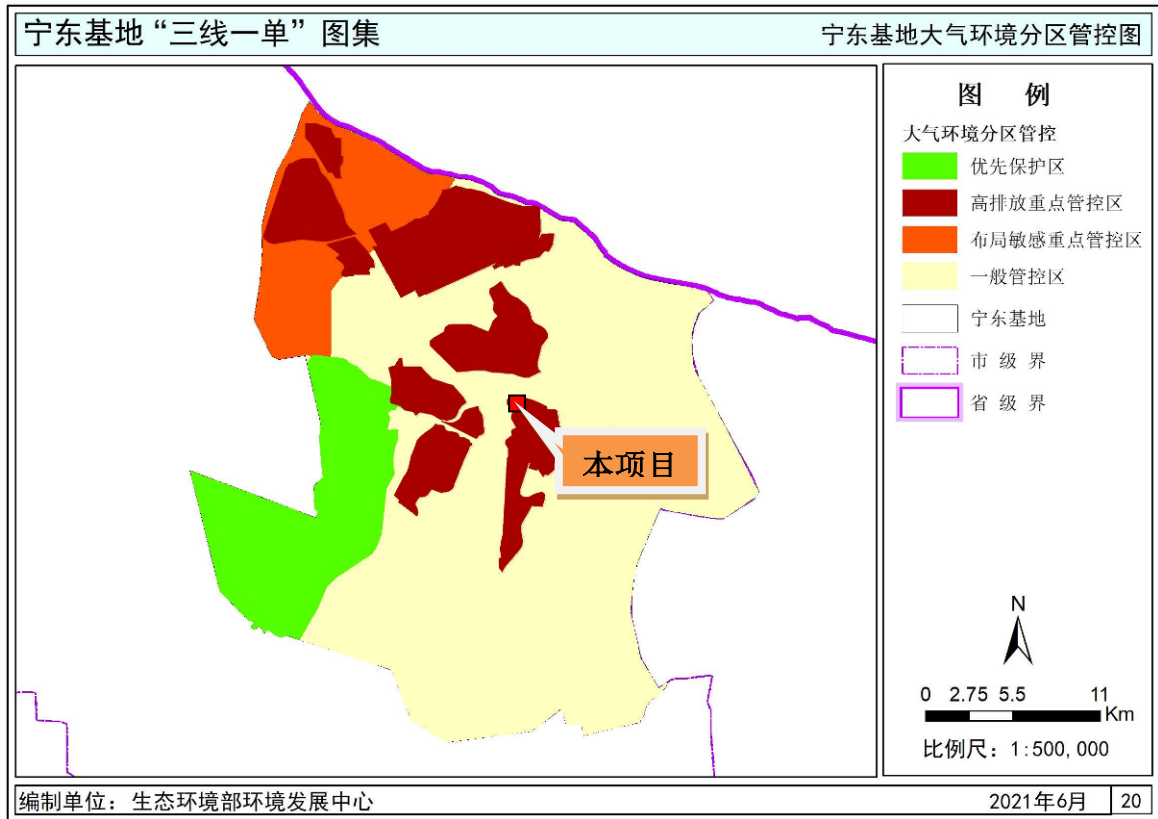 宁东基地“三线一单”图集
宁东基地大气环境分区管控图
本项目
图 例
大气环境分区管控
优先保护区
高排放重点管控区
布局敏感重点管控区
一般管控区
宁东基地
市 级 界
省 级 界
N
0 2.75 5.5 11
Km
比例尺：1:500,000
编制单位：生态环境部环境发展中心
2021年6月
20